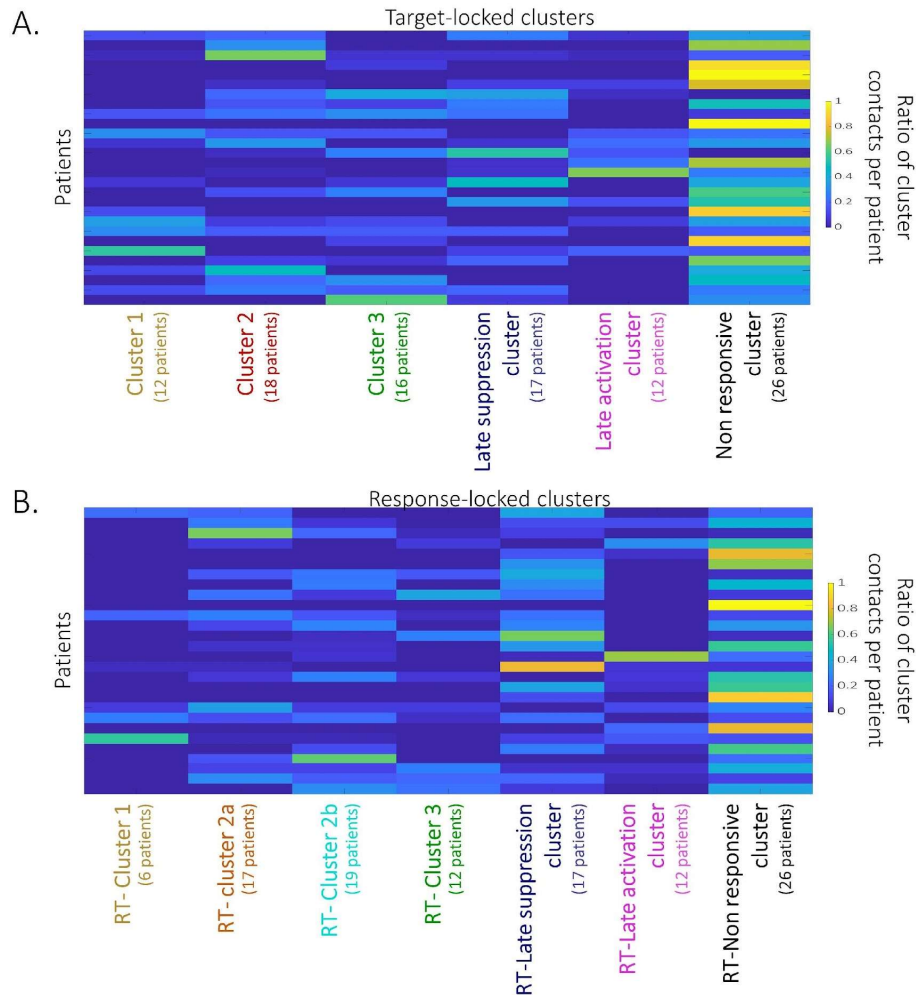 A.
Target-locked clusters
Patients
1
0.8
0.6
0.4
0.2
0
Ratio of cluster
contacts per patient
Cluster 1
(12 patients)
Cluster 2
(18 patients)
Cluster 3
(16 patients)
Late suppression
cluster
(17 patients)
Late activation
cluster
(12 patients)
Non responsive
cluster
(26 patients)
B.
Response-locked clusters
Patients
1
0.8
0.6
0.4
0.2
0
Ratio of cluster
contacts per patient
RT- Cluster 1
(6 patients)
RT- cluster 2a
(17 patients)
RT- cluster 2b
(19 patients)
RT- Cluster 3
(12 patients)
RT-Late suppression
cluster
(17 patients)
RT-Late activation
cluster
(12 patients)
RT-Non responsive
cluster
(26 patients)